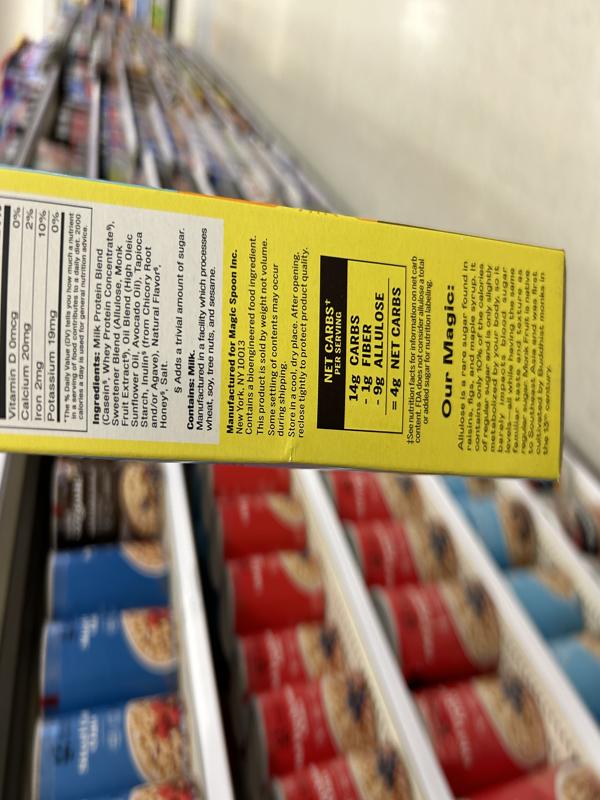 Vitamin D 0mcg 0%
Calcium 20mg 2%
Iron 2mg 10%
Potassium 19mg 0%
*The % Daily Value (DV) tells you how much a nutrient
in a serving of food contributes to a daily diet. 2000
calories a day is used for general nutrition advice.
Ingredients: Milk Protein Blend
(Casein§, Whey Protein Concentrate§),
Sweetener Blend (Allulose, Monk
Fruit Extract§), Oil Blend (High Oleic
Sunflower Oil, Avocado Oil), Tapioca
Starch, Inulin§ (from Chicory Root
and/or Agave), Natural Flavor§,
Honey§, Salt.
§ Adds a trivial amount of sugar.
Contains: Milk.
Manufactured in a facility which processes
wheat, soy, tree nuts, and sesame.
Manufactured for Magic Spoon Inc.
New York, NY 10013
Contains a bioengineered food ingredient.
This product is sold by weight not volume.
Some settling of contents may occur
during shipping.
Store in a cool, dry place. After opening,
reclose tightly to protect product quality.
NET CARBS†
PER SERVING
14g CARBS
- 1g FIBER
- 9g ALLULOSE
= 4g NET CARBS
‡See nutrition facts for information on net carb
content. FDA does not consider allulose a total
or added sugar for nutrition labeling.
Our Magic:
Allulose is a rare sugar found in
raisins, figs, and maple syrup. It
contains only 10% of the calories
of regular sugar and is only slightly
metabolized by your body, so it
barely impacts blood sugar
levels - all while having the same
familiar taste and texture as
regular sugar. Monk Fruit is native
to Southeast Asia and was first
cultivated by Buddhist monks in
the 13th century.